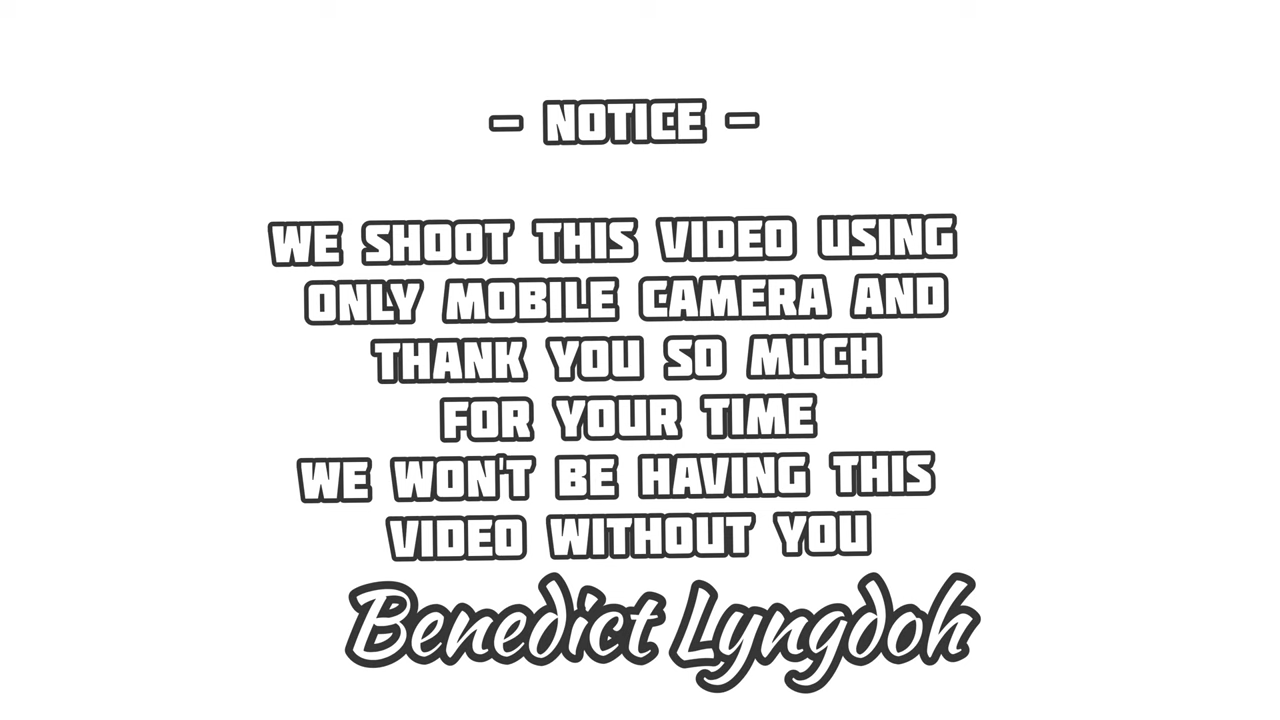 - NOTICE -
WE SHOOT THIS VIDEO USING
ONLY MOBILE CAMERA AND
THANK YOU SO MUCH
FOR YOUR TIME
WE WON'T BE HAVING THIS
VIDEO WITHOUT YOU
Benedict Lyngdoh